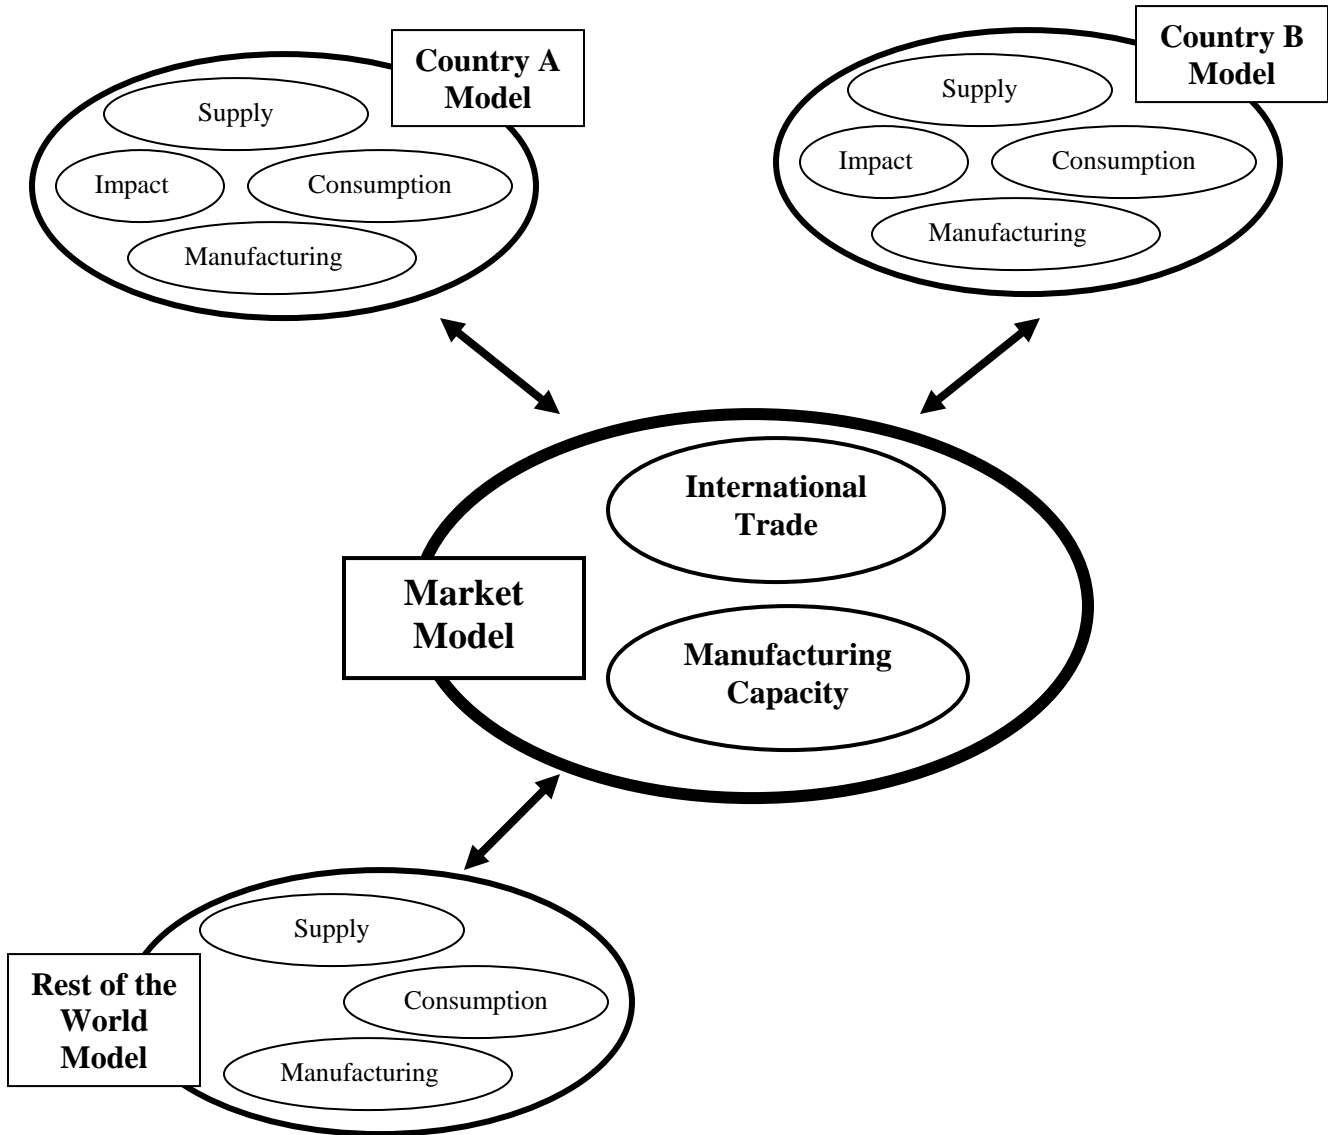 Country A
Model
Supply
Impact
Consumption
Manufacturing
Country B
Model
Supply
Impact
Consumption
Manufacturing
International
Trade
Market
Model
Manufacturing
Capacity
Supply
Rest of the
World
Model
Consumption
Manufacturing